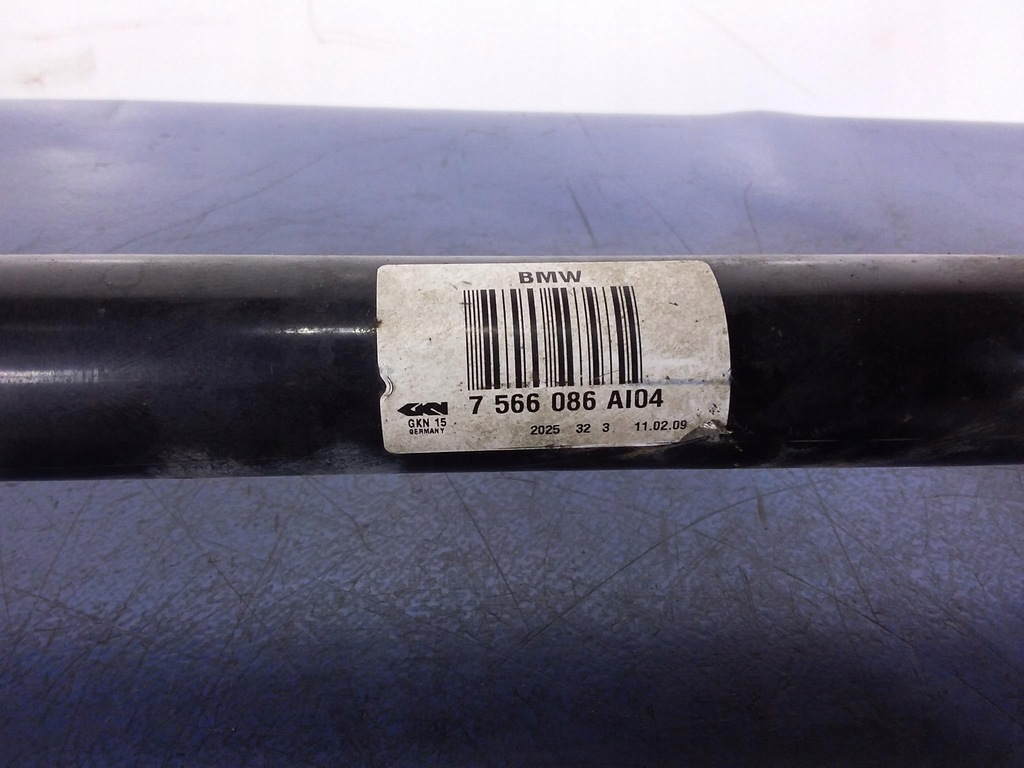 BMW
7 566 086 AI04
GKN
GKN 15
GERMANY
2025 32 3 11.02.09